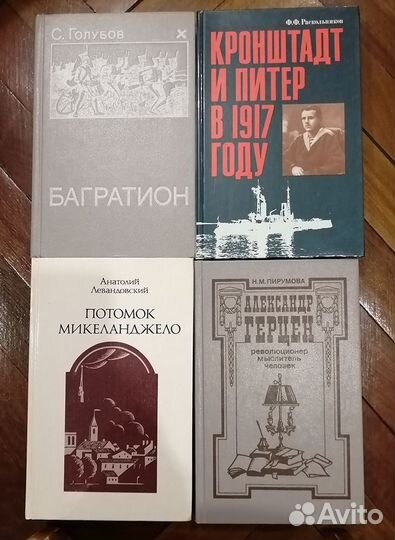 С. Голубов
БАГРАТИОН
Ф.Ф. Раскольников
КРОНШТАДТ
И ПИТЕР
В 1917
ГОДУ
Анатолий
Левандовский
ПОТОМОК
МИКЕЛАНДЖЕЛО
Н.М. ПИРУМОВА
АЛЕКСАНДР
ГЕРЦЕН
революционер
мыслитель
человек
Avito